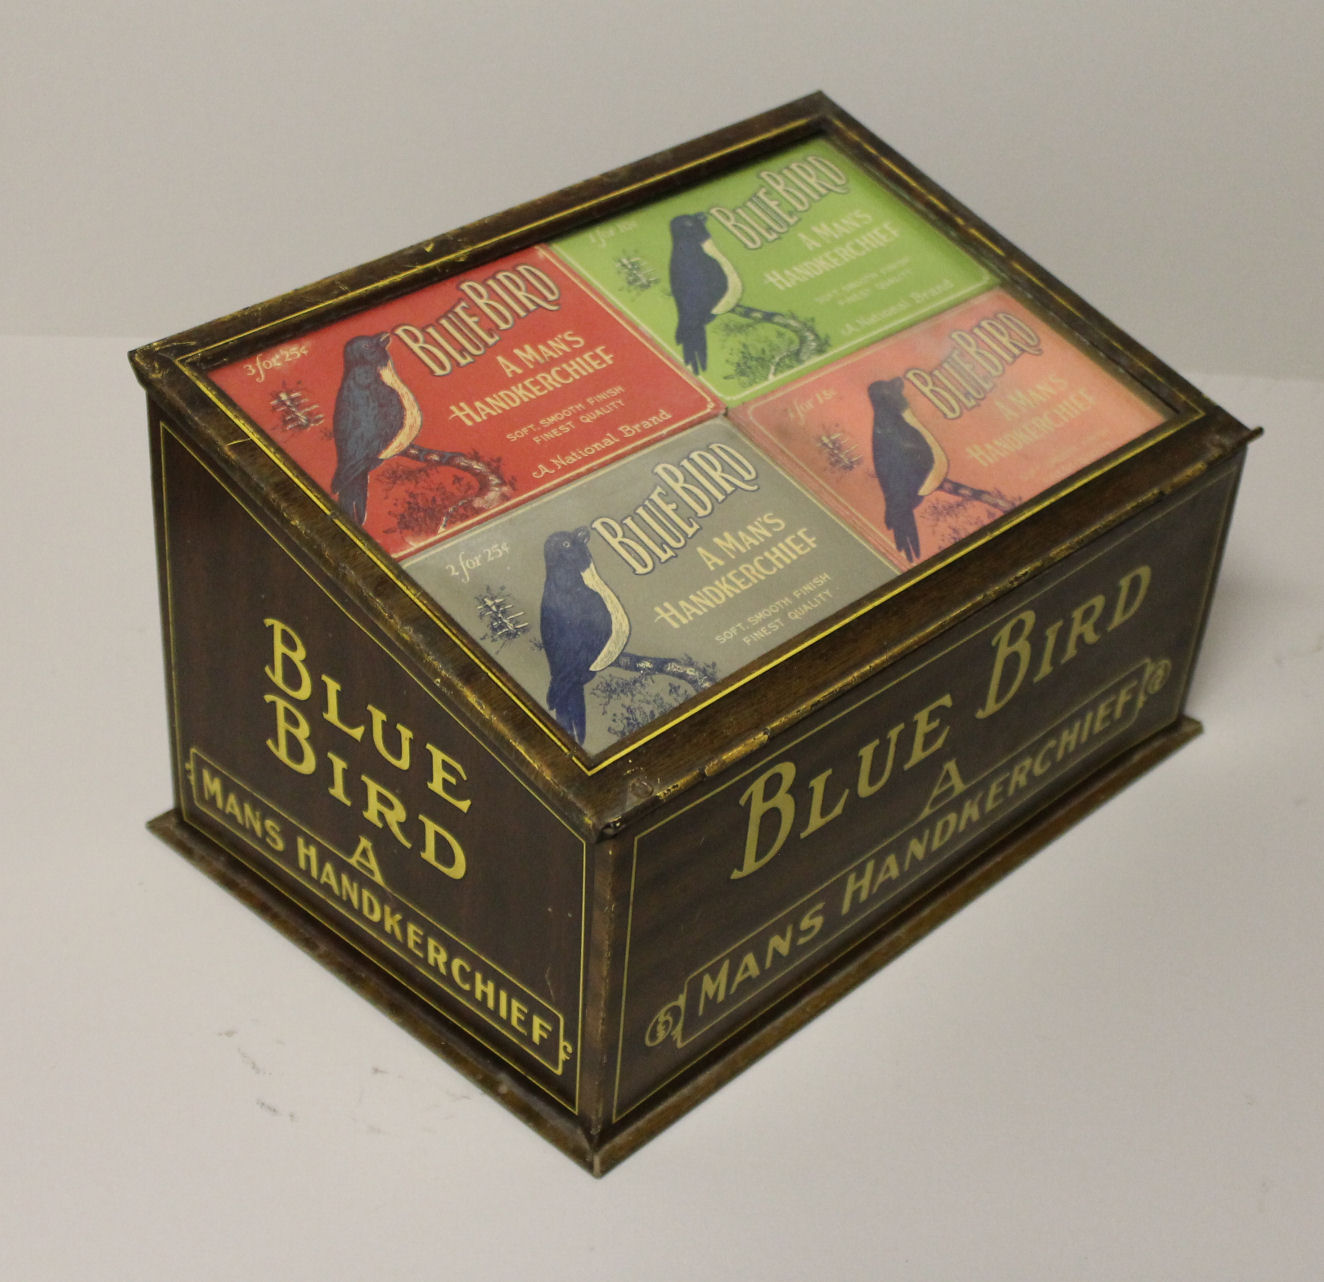 3 for 25¢
BLUE BIRD
A MAN'S
HANDKERCHIEF
SOFT, SMOOTH FINISH
FINEST QUALITY
A National Brand
BLUE BIRD
A MAN'S
HANDKERCHIEF
SOFT, SMOOTH FINISH
FINEST QUALITY
A National Brand
2 for 25¢
BLUE BIRD
A MAN'S
HANDKERCHIEF
SOFT, SMOOTH FINISH
FINEST QUALITY
for 18¢
BLUE BIRD
A MAN'S
HANDKERCHIEF
BLUE
BIRD
A
MANS HANDKERCHIEF
BLUE BIRD
A
MANS HANDKERCHIEF